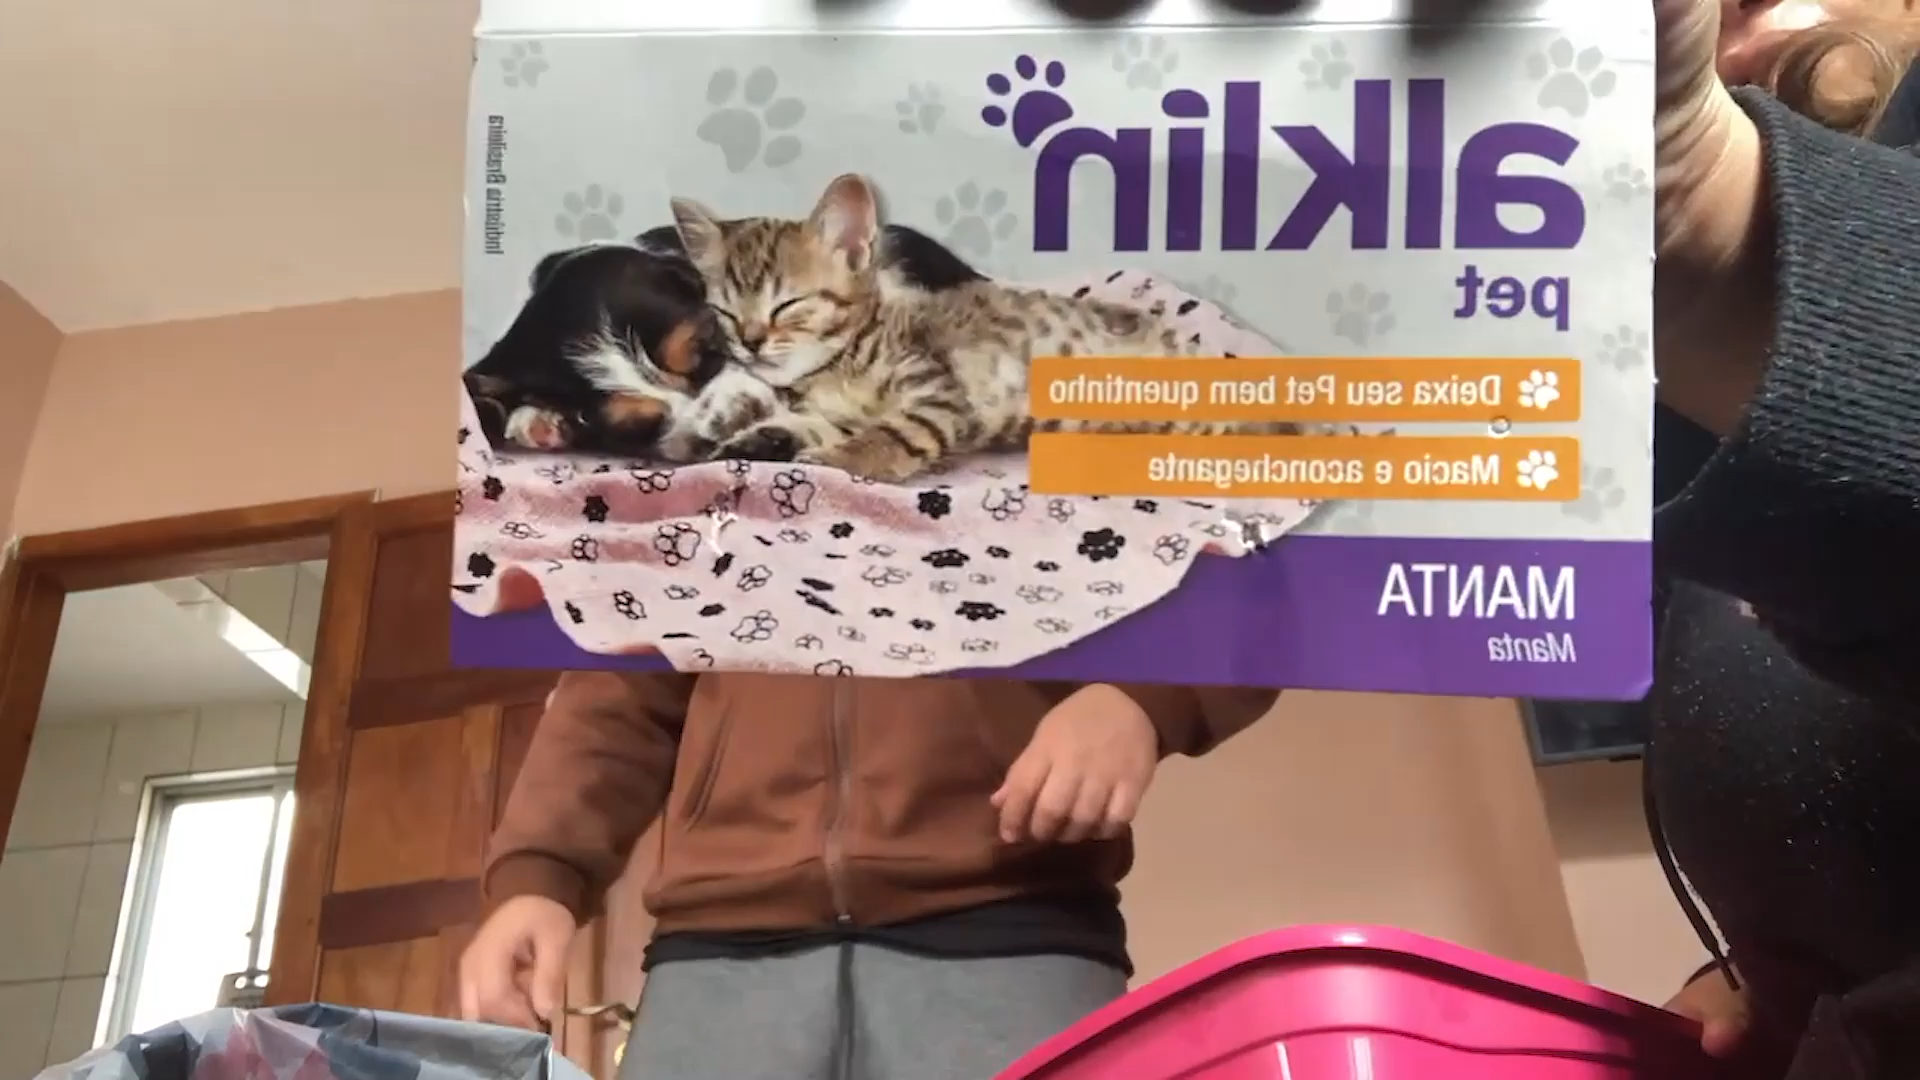 alklin
pet
Deixa seu Pet bem quentinho
Macio e aconchegante
MANTA
Manta
Indústria Brasileira